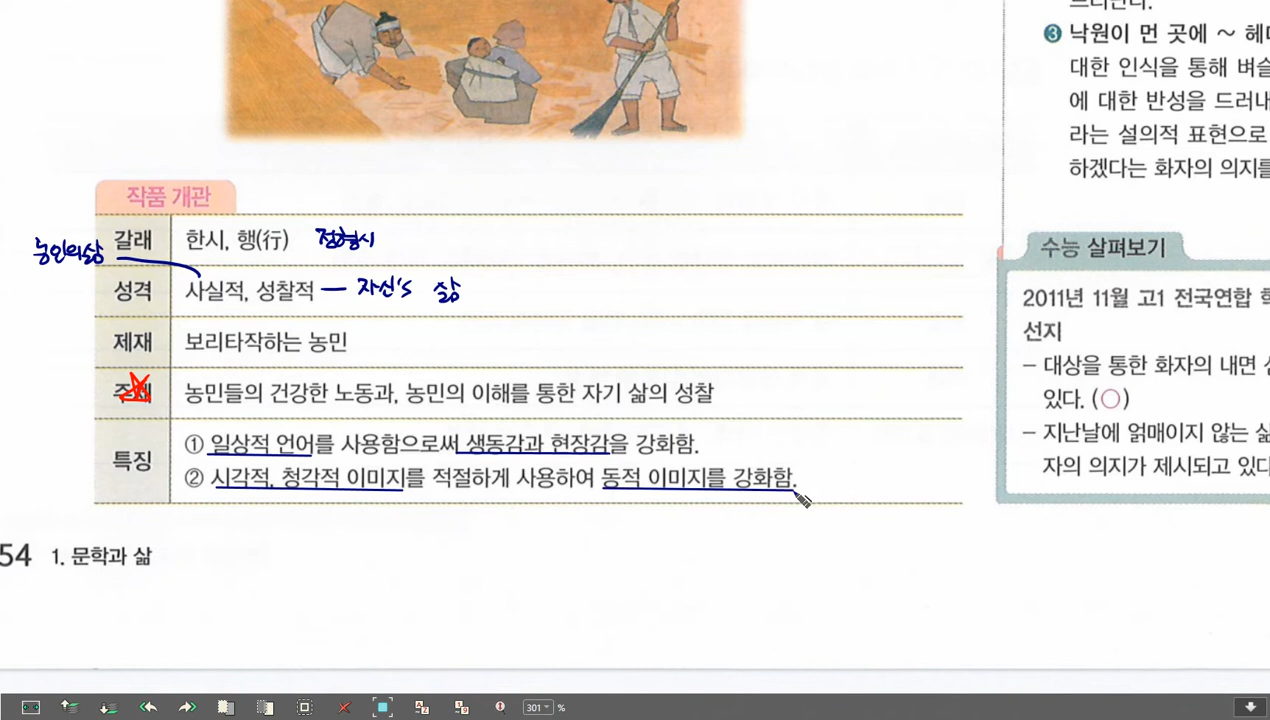 작품 개관
갈래 한시, 행(行) 정형시
농민의 삶
성격 사실적, 성찰적 — 자신's 삶
제재 보리타작하는 농민
주제 농민들의 건강한 노동과, 농민의 이해를 통한 자기 삶의 성찰
특징 ① 일상적 언어를 사용함으로써 생동감과 현장감을 강화함.
② 시각적, 청각적 이미지를 적절하게 사용하여 동적 이미지를 강화함.
54 1. 문학과 삶
드러낸다.
❸ 낙원이 먼 곳에 ~ 헤
대한 인식을 통해 벼슬
에 대한 반성을 드러내
라는 설의적 표현으로
하겠다는 화자의 의지를
수능 살펴보기
2011년 11월 고1 전국연합 학
선지
– 대상을 통한 화자의 내면
있다. (○)
– 지난날에 얽매이지 않는 삶
자의 의지가 제시되고 있다
301 %